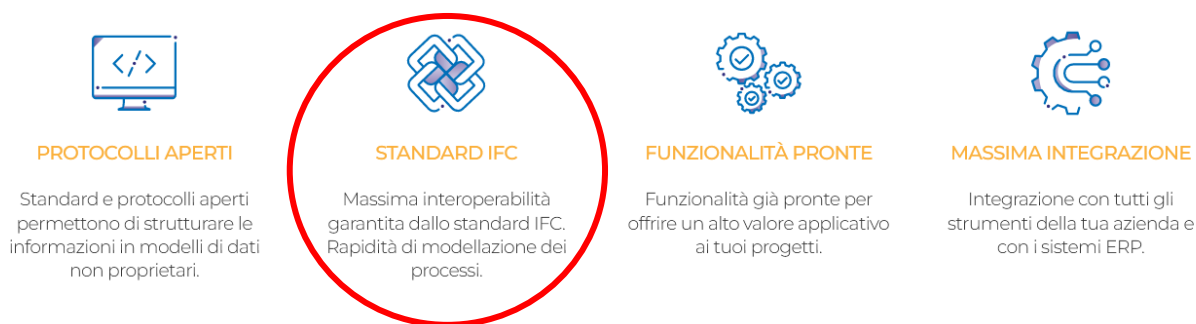 </>
PROTOCOLLI APERTI
Standard e protocolli aperti
permettono di strutturare le
informazioni in modelli di dati
non proprietari.
STANDARD IFC
Massima interoperabilità
garantita dallo standard IFC.
Rapidità di modellazione dei
processi.
FUNZIONALITÀ PRONTE
Funzionalità già pronte per
offrire un alto valore applicativo
ai tuoi progetti.
MASSIMA INTEGRAZIONE
Integrazione con tutti gli
strumenti della tua azienda e
con i sistemi ERP.